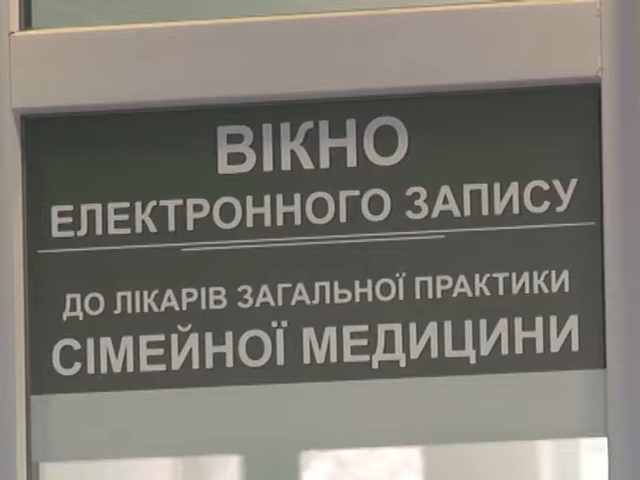 ВІКНО
ЕЛЕКТРОННОГО ЗАПИСУ
ДО ЛІКАРІВ ЗАГАЛЬНОЇ ПРАКТИКИ
СІМЕЙНОЇ МЕДИЦИНИ